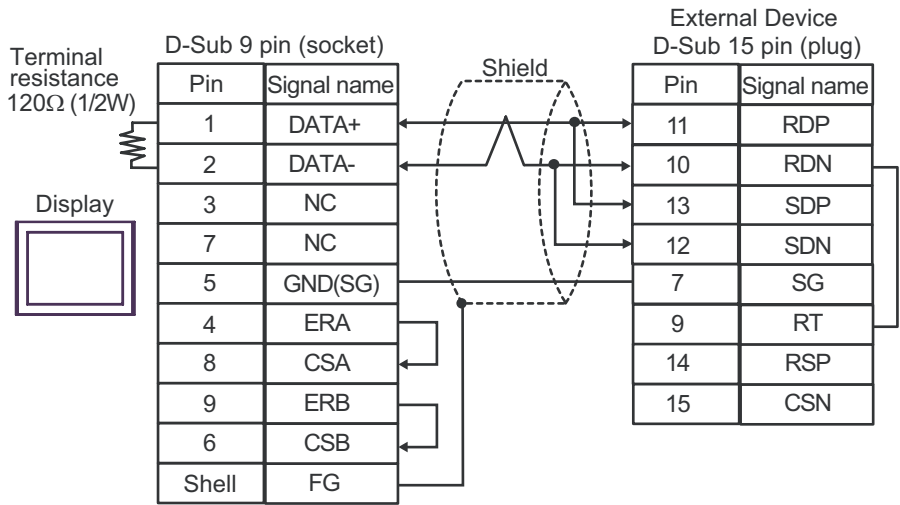 Terminal
resistance
120Ω (1/2W)
Display
D-Sub 9 pin (socket)
Pin Signal name
1 DATA+
2 DATA-
3 NC
7 NC
5 GND(SG)
4 ERA
8 CSA
9 ERB
6 CSB
Shell FG
Shield
External Device
D-Sub 15 pin (plug)
Pin Signal name
11 RDP
10 RDN
13 SDP
12 SDN
7 SG
9 RT
14 RSP
15 CSN